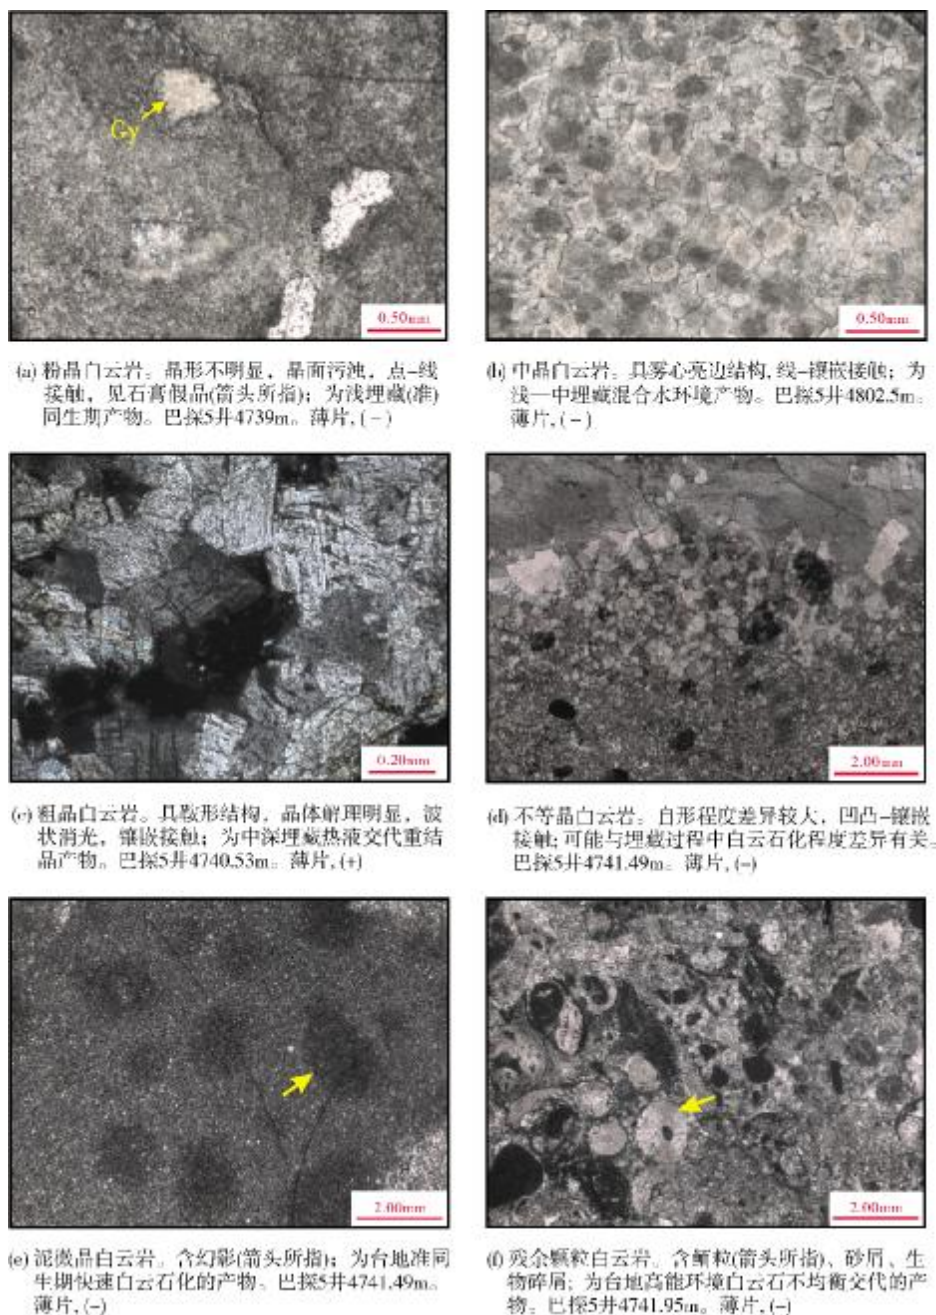 Gy
0.50mm
0.50mm
(a) 粉晶白云岩。晶形不明显，晶面污浊，点–线
接触，见石膏假晶(箭头所指)；为浅埋藏(准)
同生期产物。巴探5井4739m。薄片，(−)
(b) 中晶白云岩。具雾心亮边结构，线–镶嵌接触；为
浅—中埋藏混合水环境产物。巴探5井4802.5m。
薄片，(−)
0.20mm
2.00mm
(c) 粗晶白云岩。具鞍形结构，晶体解理明显，波
状消光，镶嵌接触；为中深埋藏热液交代重结
晶产物。巴探5井4740.53m。薄片，(+)
(d) 不等晶白云岩。自形程度差异较大，凹凸–镶嵌
接触；可能与埋藏过程中白云石化程度差异有关。
巴探5井4741.49m。薄片，(−)
2.00mm
2.00mm
(e) 泥微晶白云岩。含幻影(箭头所指)；为台地准同
生期快速白云石化的产物。巴探5井4741.49m。
薄片，(−)
(f) 残余颗粒白云岩。含鲕粒(箭头所指)、砂屑、生
物碎屑；为台地高能环境白云石不均衡交代的产
物。巴探5井4741.95m。薄片，(−)